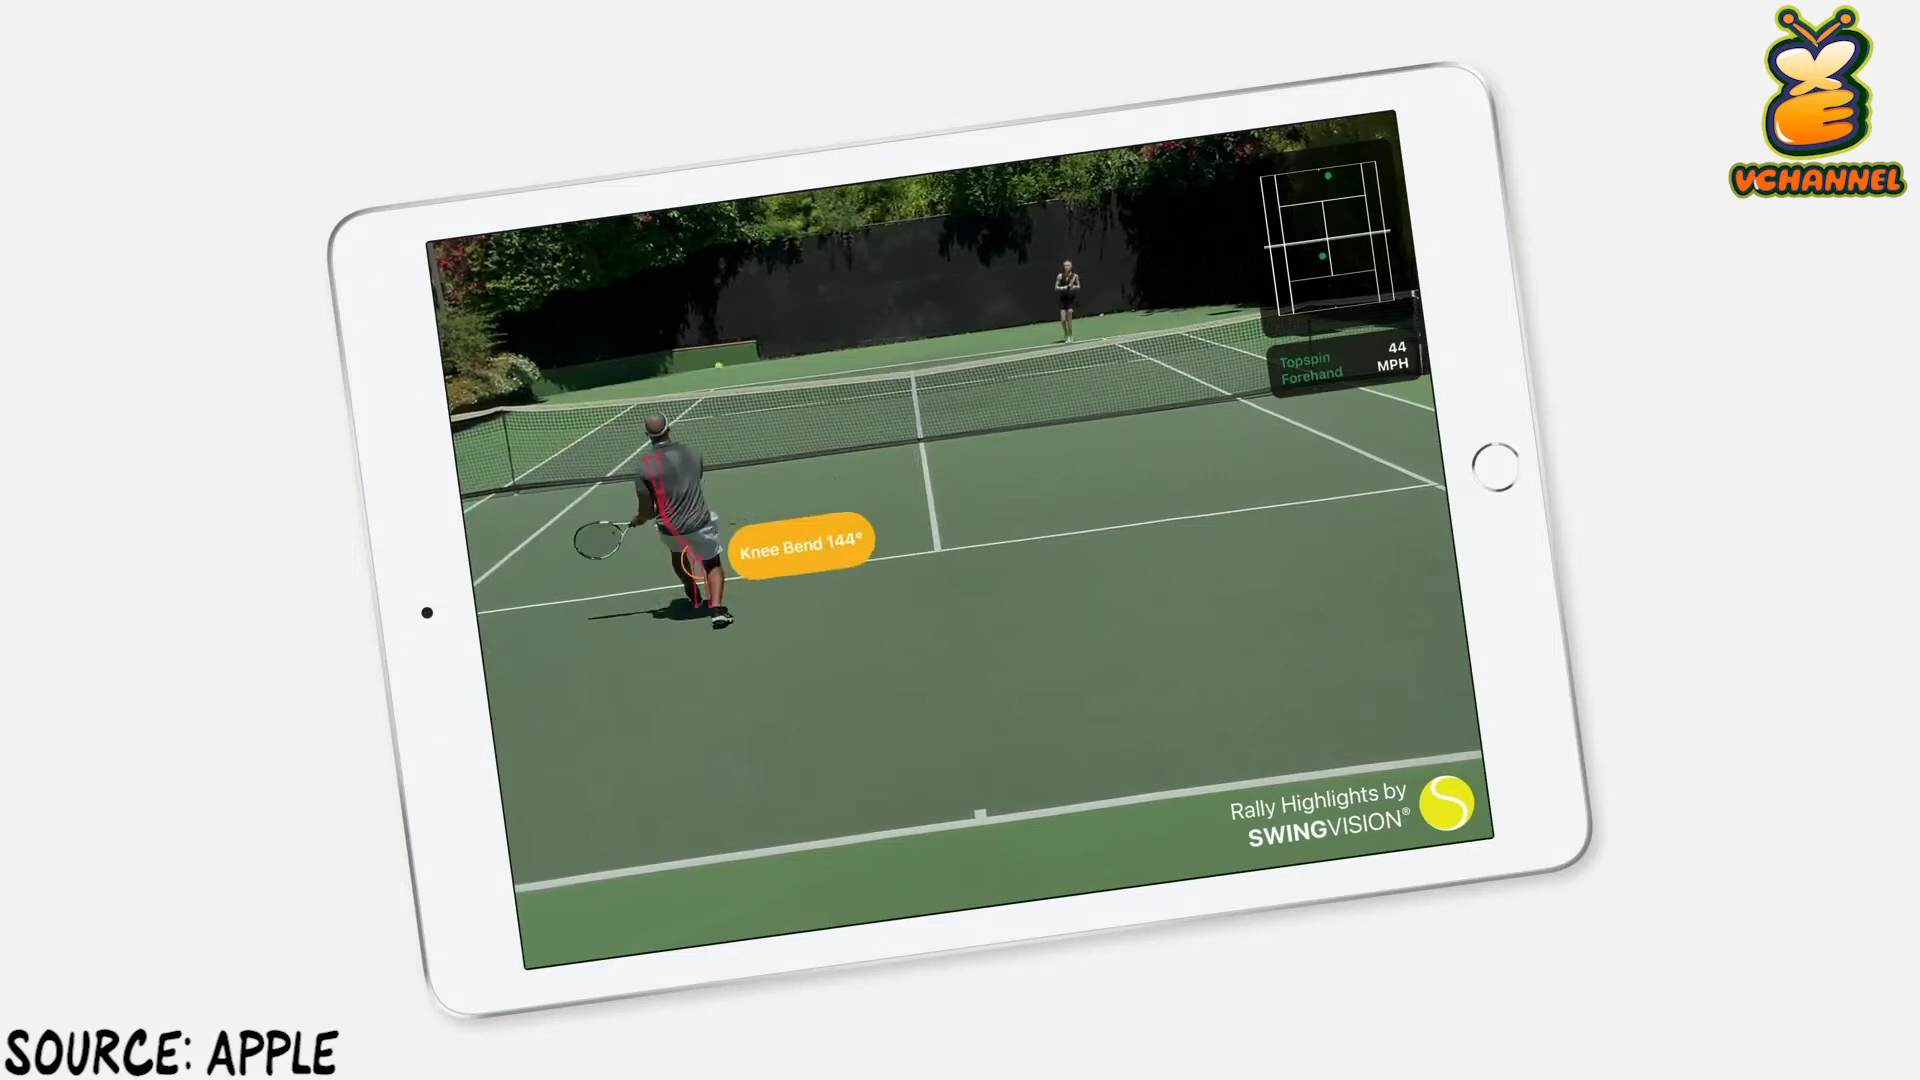 VCHANNEL
Topspin
Forehand
44
MPH
Knee Bend 144°
Rally Highlights by
SWINGVISION®
SOURCE: APPLE